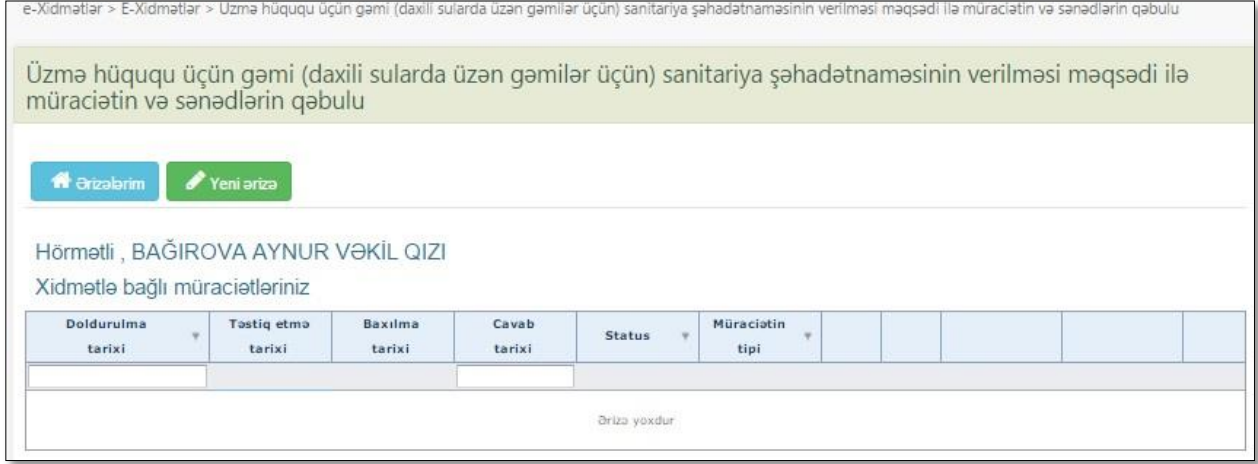 e-Xidmətlər > E-Xidmətlər > Üzmə hüququ üçün gəmi (daxili sularda üzən gəmilər üçün) sanitariya şəhadətnaməsinin verilməsi məqsədi ilə müraciətin və sənədlərin qəbulu
Üzmə hüququ üçün gəmi (daxili sularda üzən gəmilər üçün) sanitariya şəhadətnaməsinin verilməsi məqsədi ilə
müraciətin və sənədlərin qəbulu
Ərizələrim Yeni ərizə
Hörmətli , BAĞIROVA AYNUR VƏKİL QIZI
Xidmətlə bağlı müraciətləriniz
Doldurulma tarixi Təstiq etmə tarixi Baxılma tarixi Cavab tarixi Status Müraciətin tipi
Ərizə yoxdur